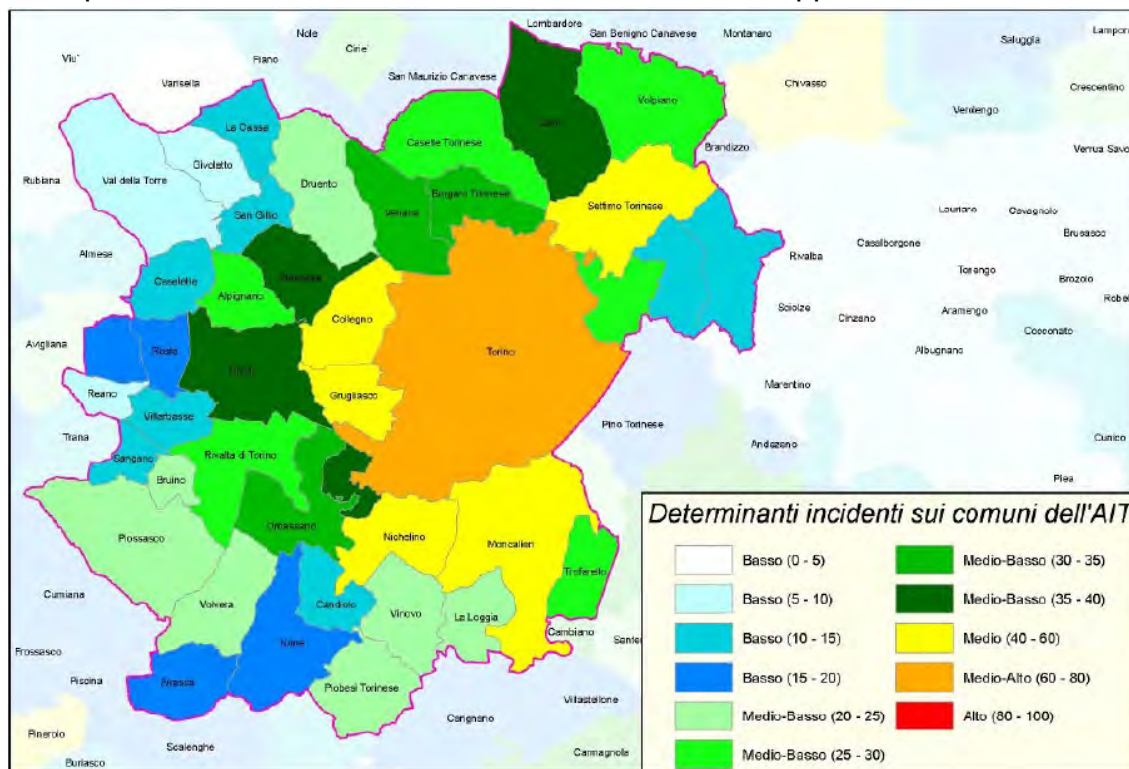 Lombardore
San Benigno Canavese
Montanaro
Nole
Cirie'
Saluggia
Lampor
Viu'
Varisella
Fiano
San Maurizio Canavese
Volpiano
Chivasso
Crescentino
La Cassa
Leini
Verolengo
Caselle Torinese
Brandizzo
Verrua Savo
Givoletto
Druento
Rubiana
Val della Torre
Venaria
Borgaro Torinese
Settimo Torinese
San Gillio
Lauriano
Cavagnolo
Brusasco
Almese
Rivalba
Casalborgone
Pianezza
Caselette
Alpignano
Tonengo
Brozolo
Collegno
Robel
Sciolze
Cinzano
Aramengo
Avigliana
Rosta
Torino
Cocconato
Rivoli
Albugnano
Reano
Grugliasco
Marentino
Villarbasse
Trana
Pino Torinese
Andezeno
Cunico
Sangano
Rivalta di Torino
Bruino
Piea
Orbassano
Piossasco
Nichelino
Moncalieri
Trofarello
Cumiana
Volvera
Candiolo
Vinovo
La Loggia
Cambiano
Sante
Frossasco
None
Piscina
Airasca
Piobesi Torinese
Villastellone
Carignano
Pinerolo
Scalenghe
Buriasco
Carmagnola
Determinanti incidenti sui comuni dell'AIT
Basso (0 - 5)
Basso (5 - 10)
Basso (10 - 15)
Basso (15 - 20)
Medio-Basso (20 - 25)
Medio-Basso (25 - 30)
Medio-Basso (30 - 35)
Medio-Basso (35 - 40)
Medio (40 - 60)
Medio-Alto (60 - 80)
Alto (80 - 100)